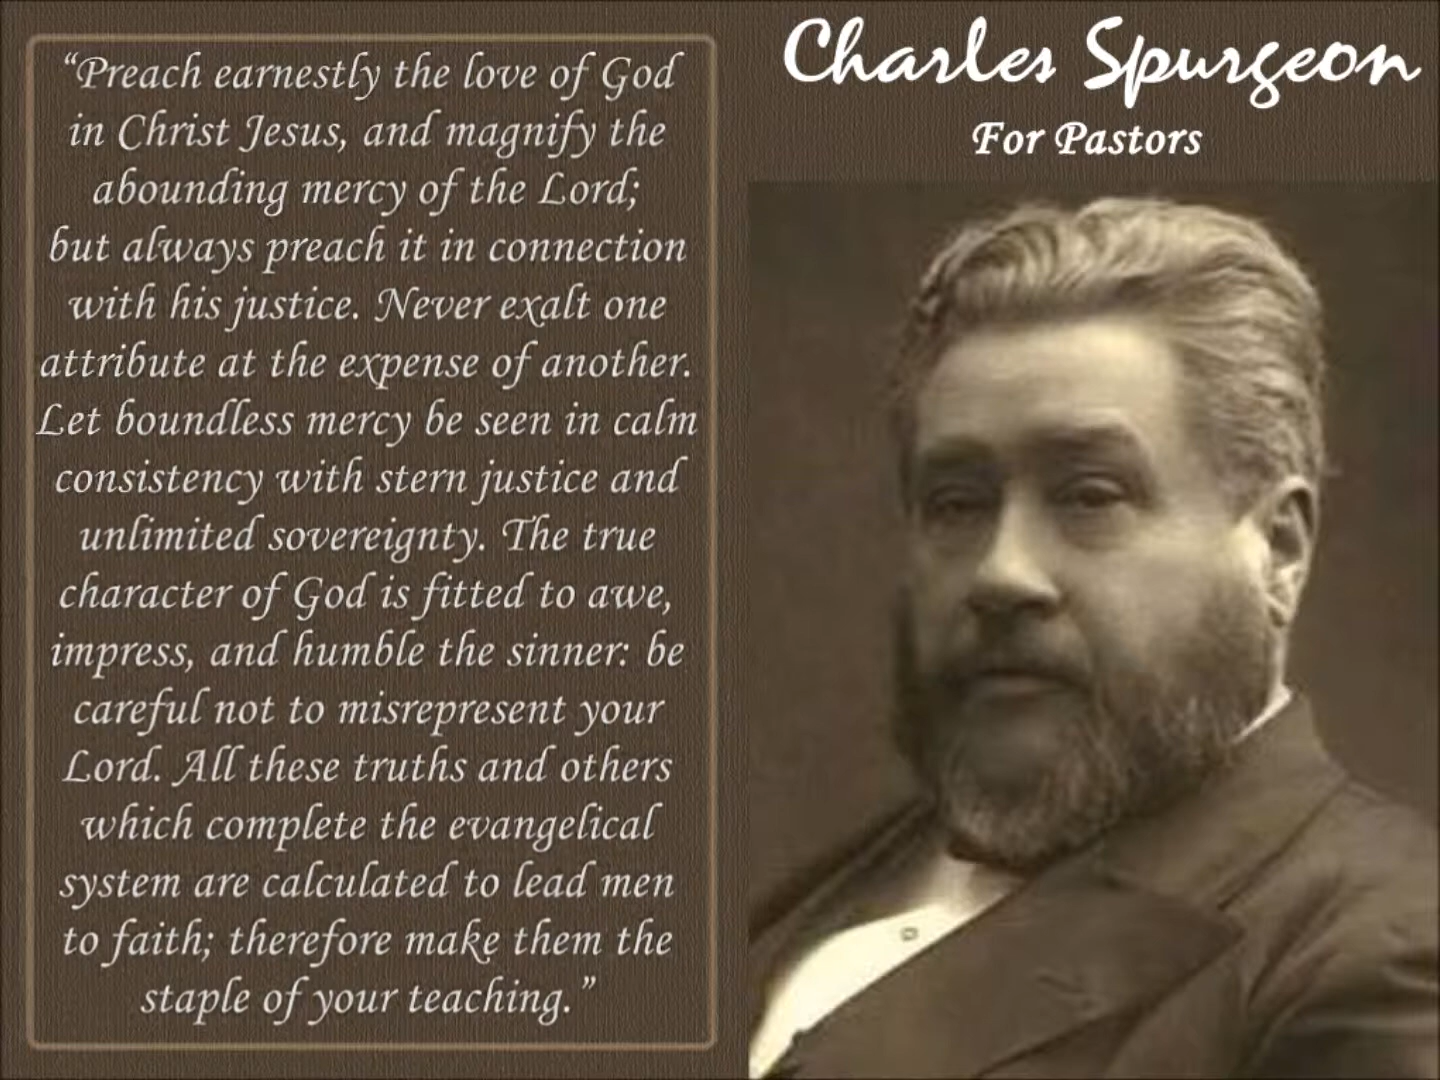 Charles Spurgeon
For Pastors
“Preach earnestly the love of God
in Christ Jesus, and magnify the
abounding mercy of the Lord;
but always preach it in connection
with his justice. Never exalt one
attribute at the expense of another.
Let boundless mercy be seen in calm
consistency with stern justice and
unlimited sovereignty. The true
character of God is fitted to awe,
impress, and humble the sinner: be
careful not to misrepresent your
Lord. All these truths and others
which complete the evangelical
system are calculated to lead men
to faith; therefore make them the
staple of your teaching.”